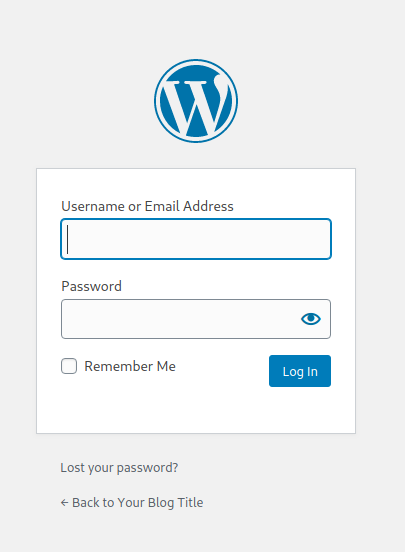 Username or Email Address
Password
Remember Me
Log In
Lost your password?
← Back to Your Blog Title